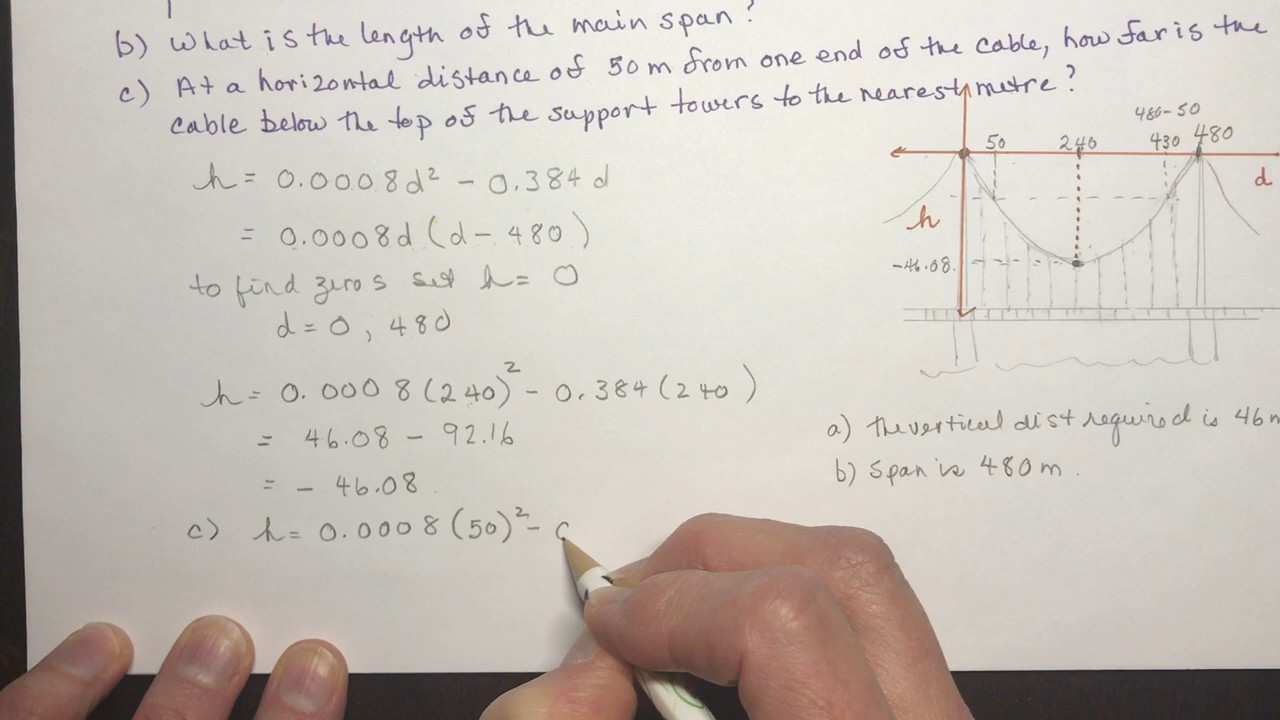 b) What is the length of the main span?
c) At a horizontal distance of 50 m from one end of the cable, how far is the
cable below the top of the support towers to the nearest metre?
h = 0.0008d² - 0.384d
= 0.0008d(d - 480)
to find zeros set h = 0
d = 0, 480
h = 0.0008(240)² - 0.384(240)
= 46.08 - 92.16
= - 46.08
c) h = 0.0008(50)² -
480-50
50 240 430 480
d
h
-46.08
a) the vertical dist required is 46m
b) Span is 480 m.